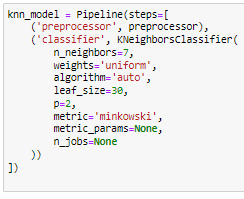 knn_model = Pipeline(steps=[
    ('preprocessor', preprocessor),
    ('classifier', KNeighborsClassifier(
        n_neighbors=7,
        weights='uniform',
        algorithm='auto',
        leaf_size=30,
        p=2,
        metric='minkowski',
        metric_params=None,
        n_jobs=None
    ))
])